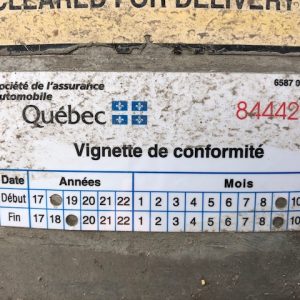 CLEARED FOR DELIVERY
Société de l'assurance
automobile
Québec
6587 0
84442
Vignette de conformité
Date Années Mois
Début 17 19 20 21 22 1 2 3 4 5 6 7 8 10
Fin 17 18 20 21 22 1 2 3 4 5 6 7 8 10